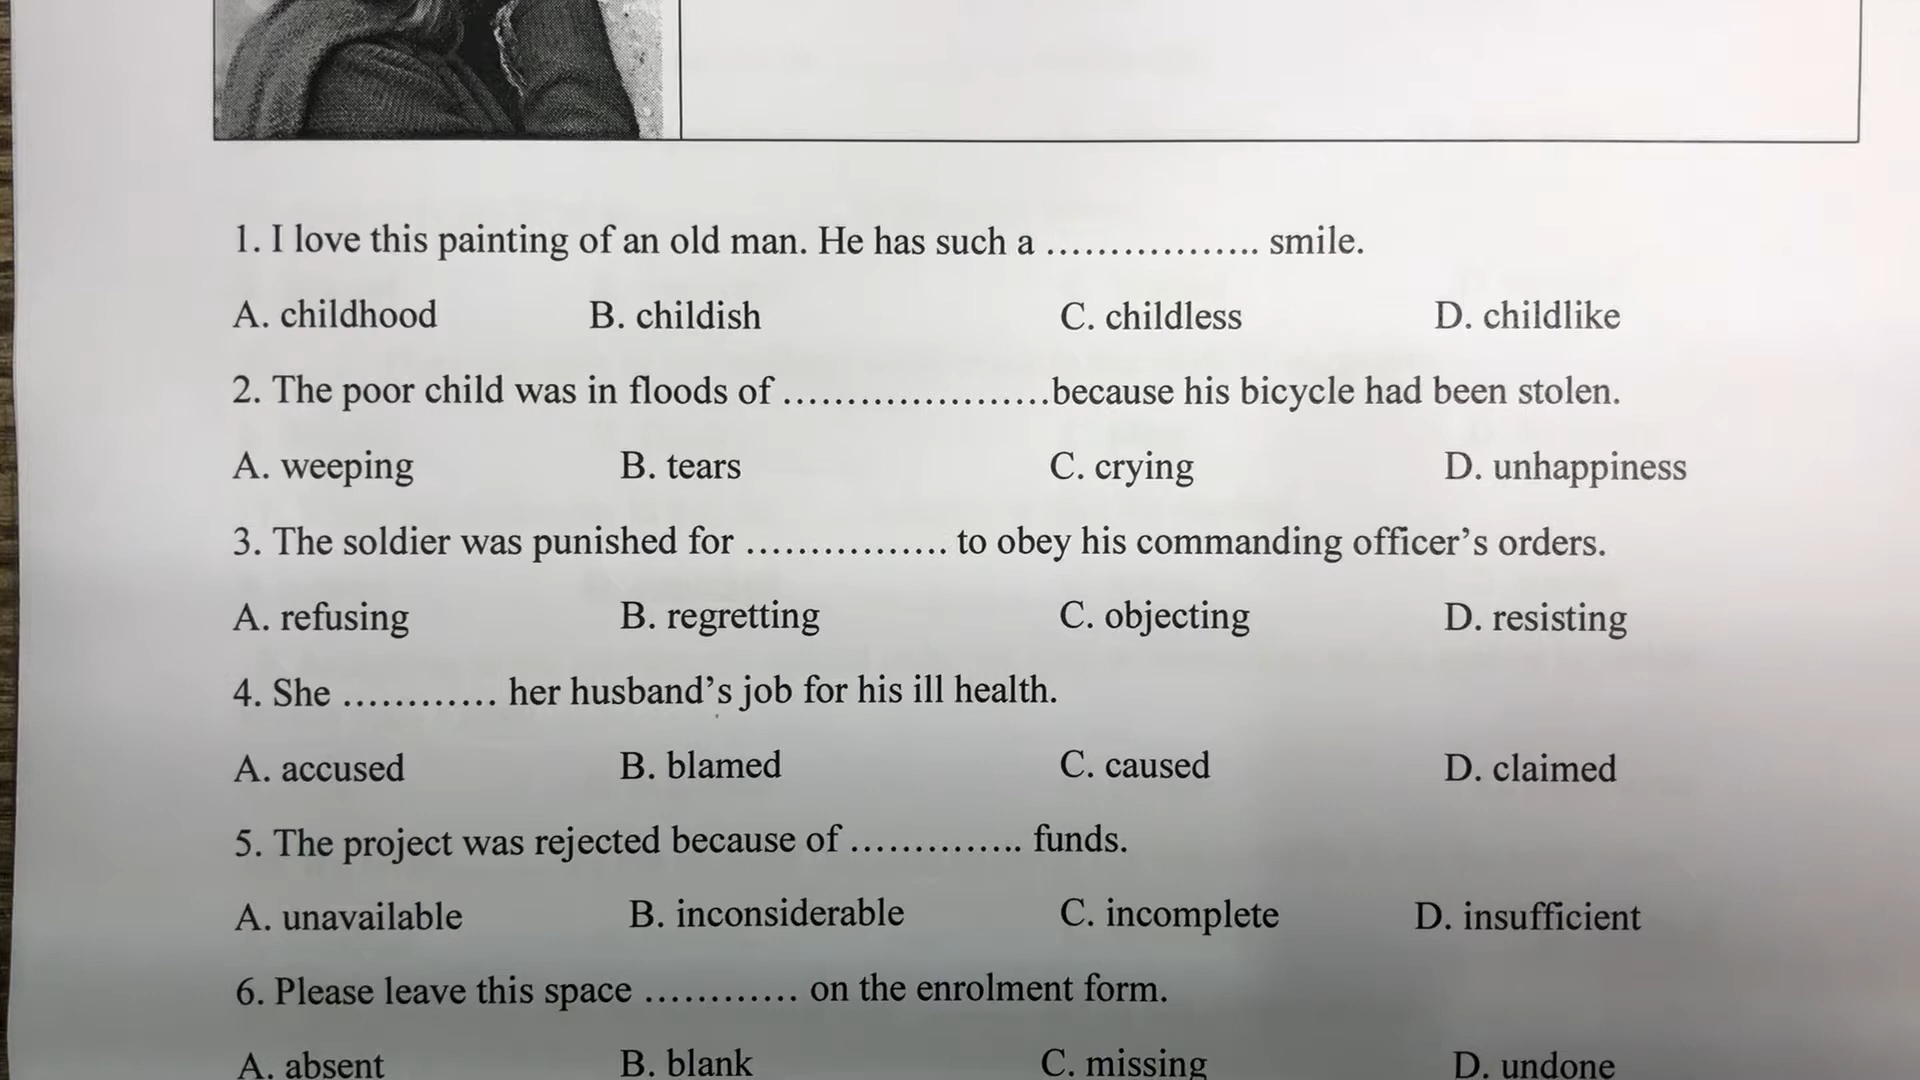 1. I love this painting of an old man. He has such a ................. smile.
A. childhood B. childish C. childless D. childlike
2. The poor child was in floods of .....................because his bicycle had been stolen.
A. weeping B. tears C. crying D. unhappiness
3. The soldier was punished for ................ to obey his commanding officer’s orders.
A. refusing B. regretting C. objecting D. resisting
4. She ............ her husband’s job for his ill health.
A. accused B. blamed C. caused D. claimed
5. The project was rejected because of .............. funds.
A. unavailable B. inconsiderable C. incomplete D. insufficient
6. Please leave this space ............ on the enrolment form.
A. absent B. blank C. missing D. undone